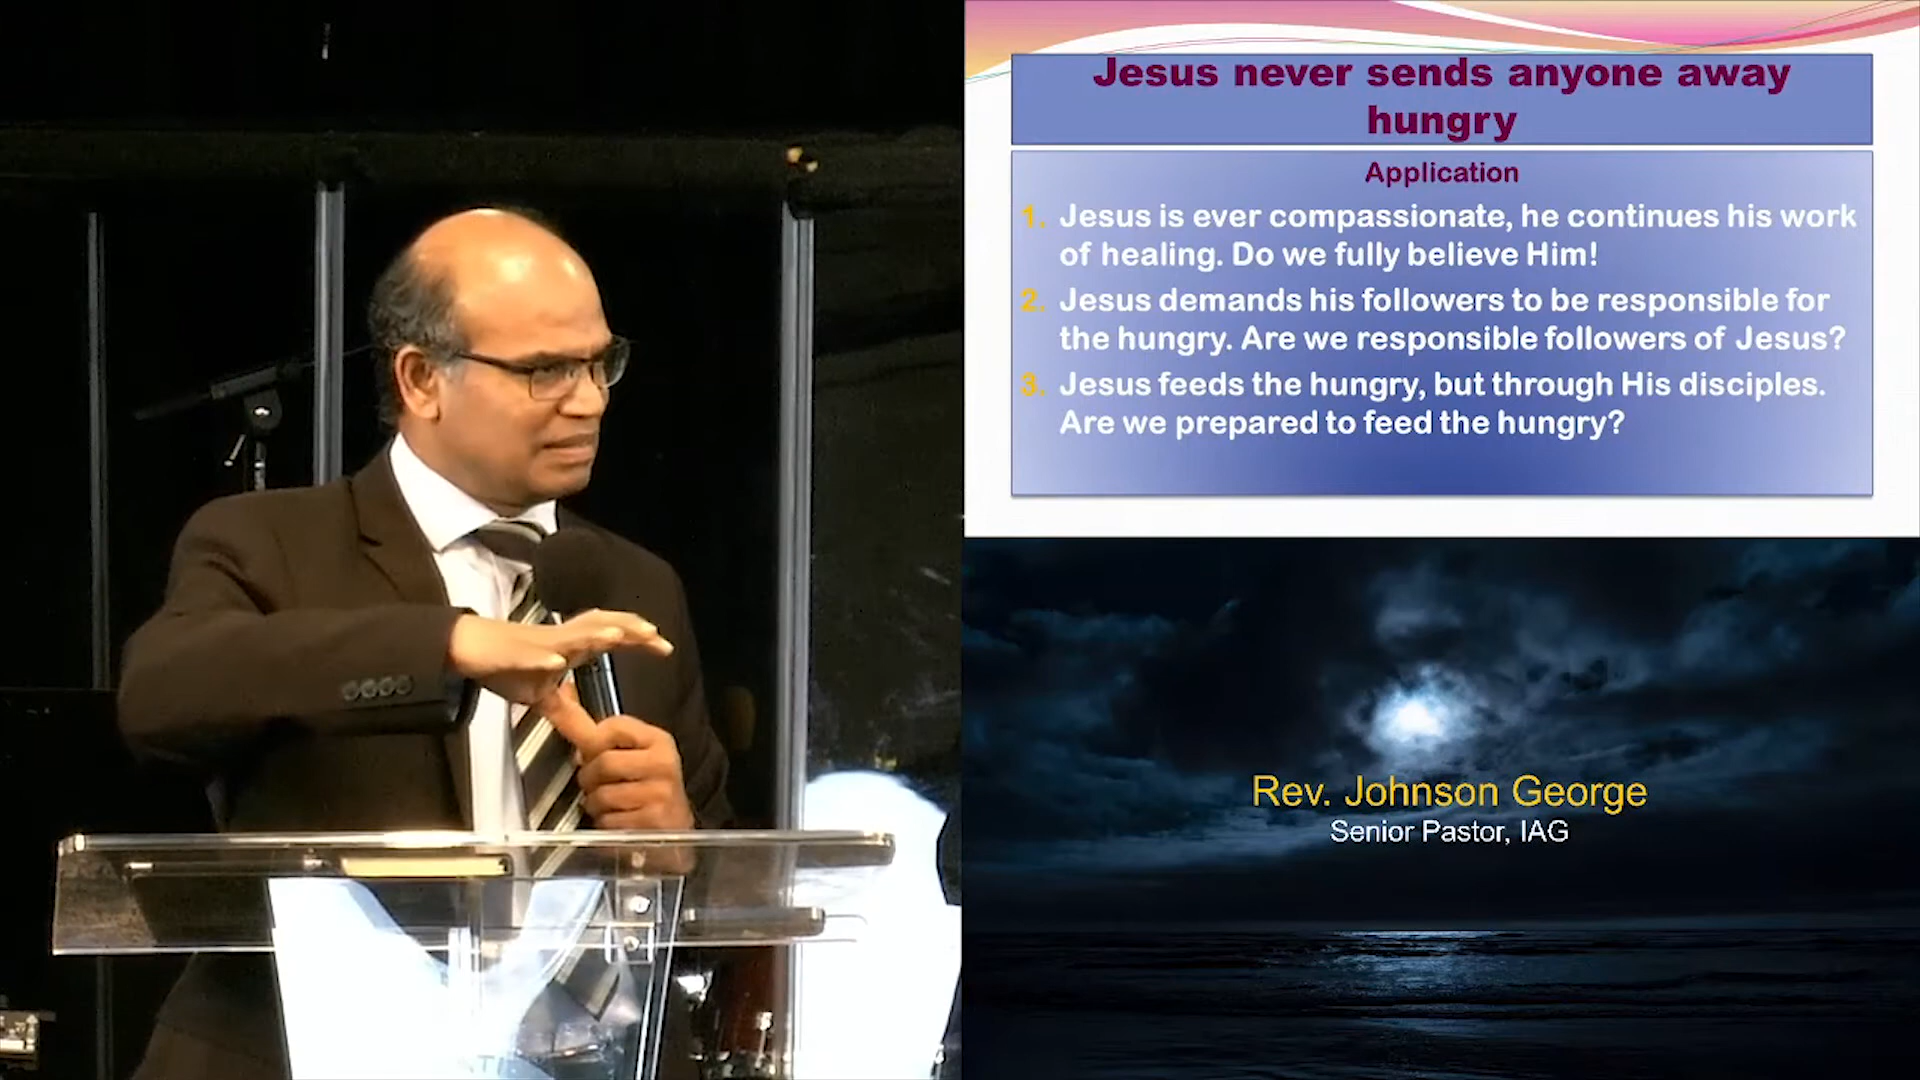 Jesus never sends anyone away
hungry
Application
1. Jesus is ever compassionate, he continues his work
of healing. Do we fully believe Him!
2. Jesus demands his followers to be responsible for
the hungry. Are we responsible followers of Jesus?
3. Jesus feeds the hungry, but through His disciples.
Are we prepared to feed the hungry?
Rev. Johnson George
Senior Pastor, IAG